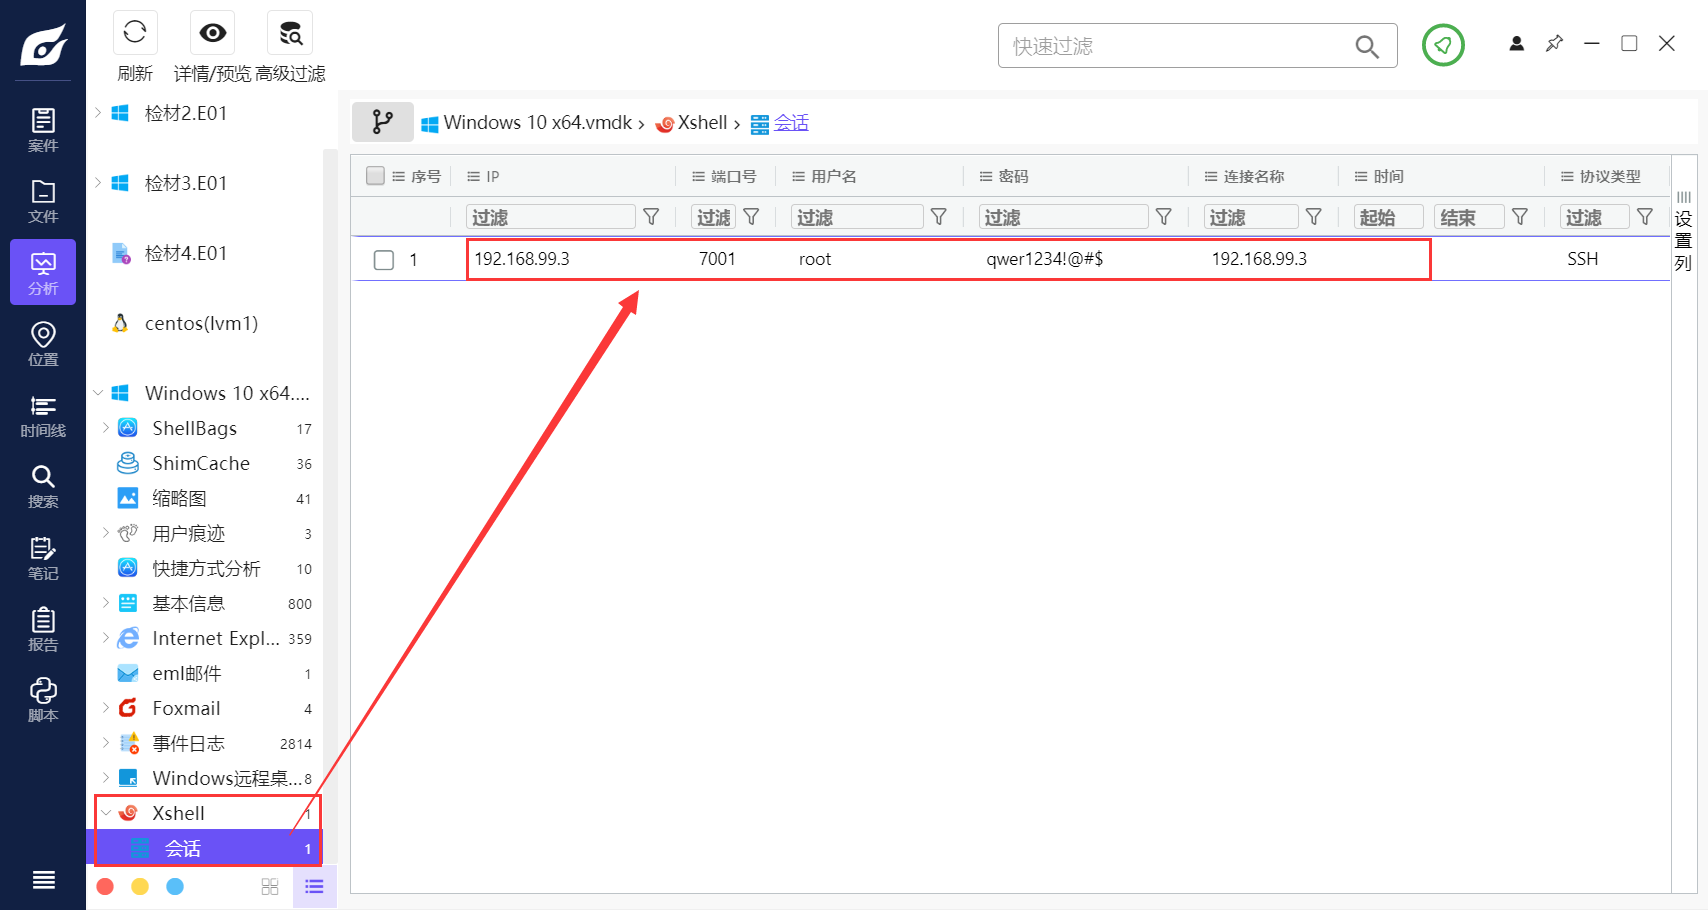 快速过滤
刷新 详情/预览 高级过滤
案件
文件
分析
位置
时间线
搜索
笔记
报告
脚本
检材2.E01
检材3.E01
检材4.E01
centos(lvm1)
Windows 10 x64....
ShellBags 17
ShimCache 36
缩略图 41
用户痕迹 3
快捷方式分析 10
基本信息 800
Internet Expl... 359
eml邮件 1
Foxmail 4
事件日志 2814
Windows远程桌... 8
Xshell 1
会话 1
Windows 10 x64.vmdk › Xshell › 会话
序号 IP 端口号 用户名 密码 连接名称 时间 协议类型
过滤 过滤 过滤 过滤 过滤 起始 结束 过滤
1 192.168.99.3 7001 root qwer1234!@#$ 192.168.99.3 SSH
设置列